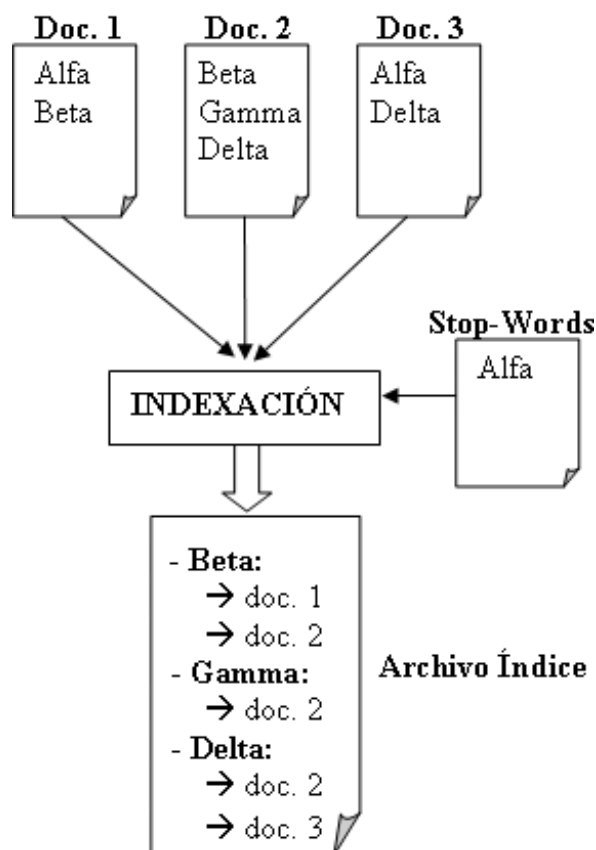 Doc. 1
Doc. 2
Doc. 3
Alfa
Beta
Beta
Gamma
Delta
Alfa
Delta
Stop-Words
Alfa
INDEXACIÓN
- Beta:
→ doc. 1
→ doc. 2
- Gamma:
→ doc. 2
- Delta:
→ doc. 2
→ doc. 3
Archivo Índice